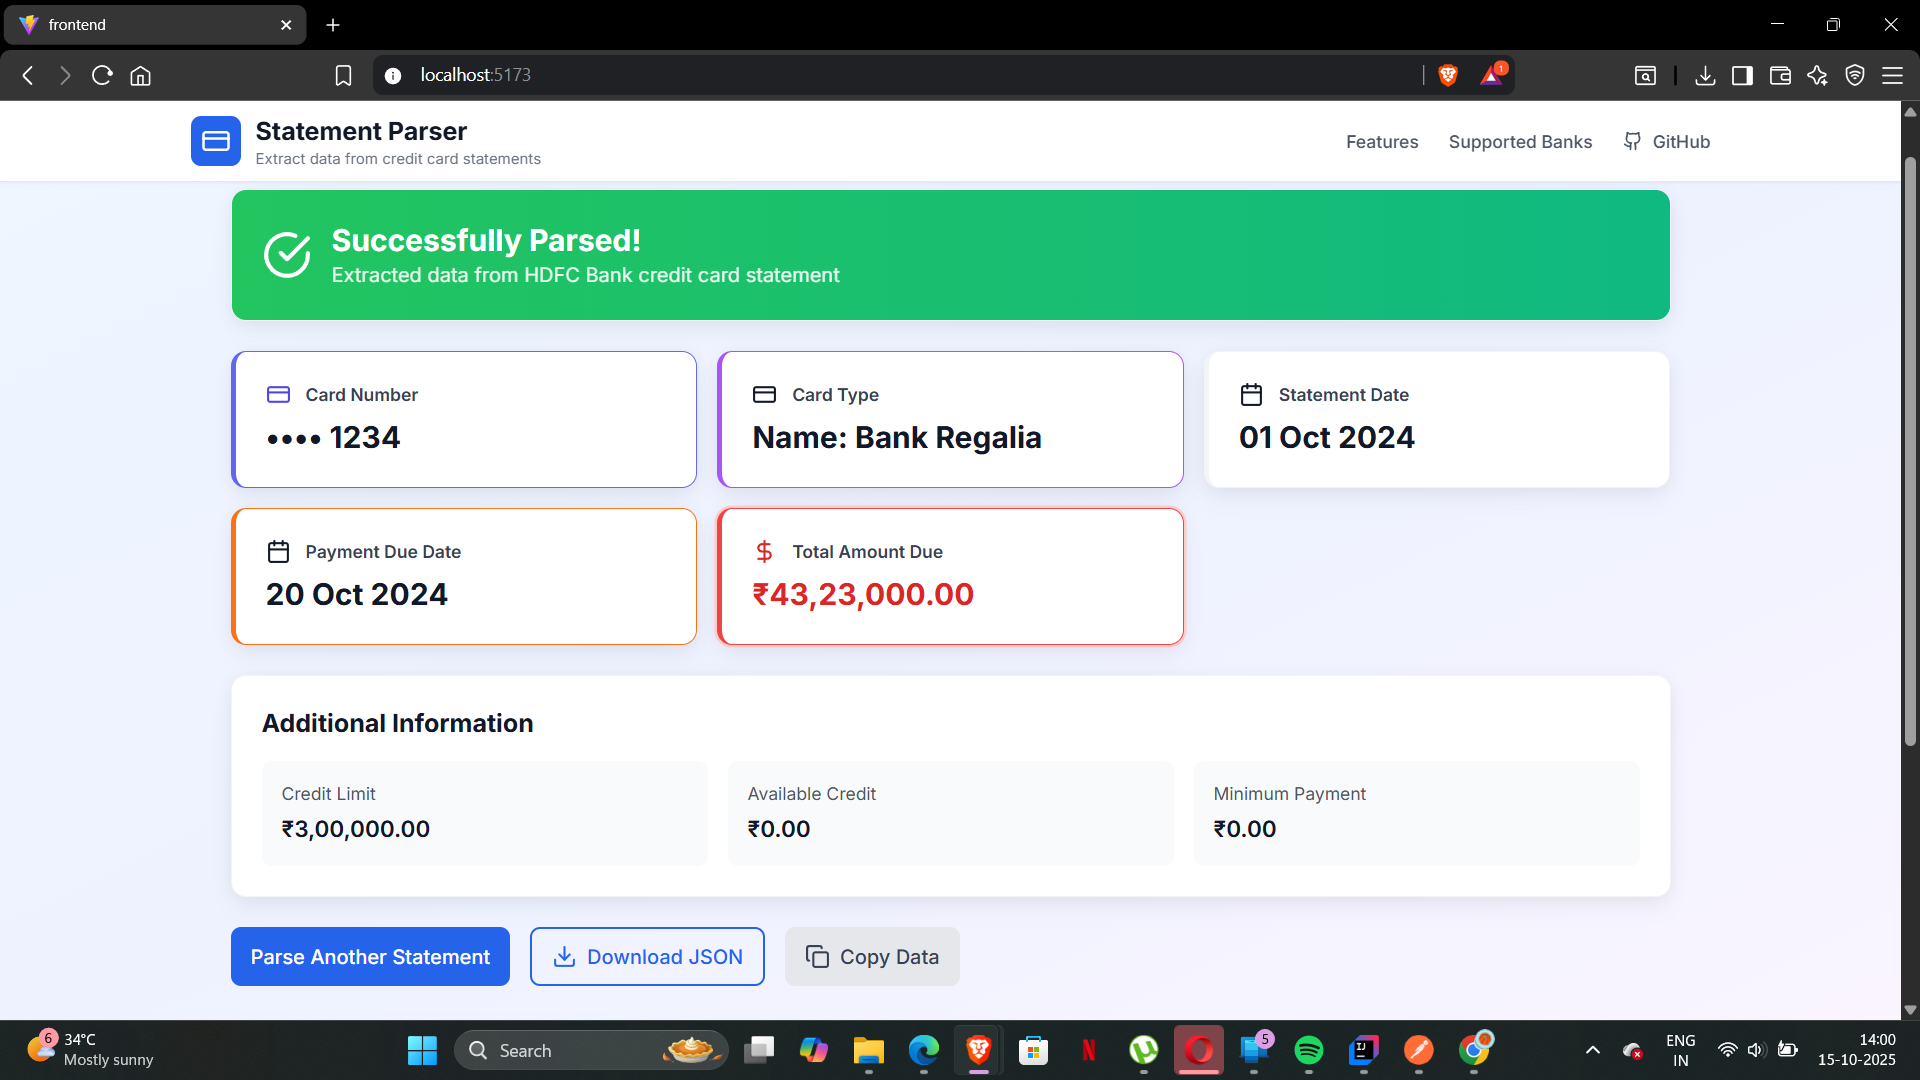 frontend
localhost:5173
1
Statement Parser
Extract data from credit card statements
Features
Supported Banks
GitHub
Successfully Parsed!
Extracted data from HDFC Bank credit card statement
Card Number
•••• 1234
Card Type
Name: Bank Regalia
Statement Date
01 Oct 2024
Payment Due Date
20 Oct 2024
Total Amount Due
₹43,23,000.00
Additional Information
Credit Limit
₹3,00,000.00
Available Credit
₹0.00
Minimum Payment
₹0.00
Parse Another Statement
Download JSON
Copy Data
6
34°C
Mostly sunny
Search
N
5
IJ
ENG
IN
14:00
15-10-2025